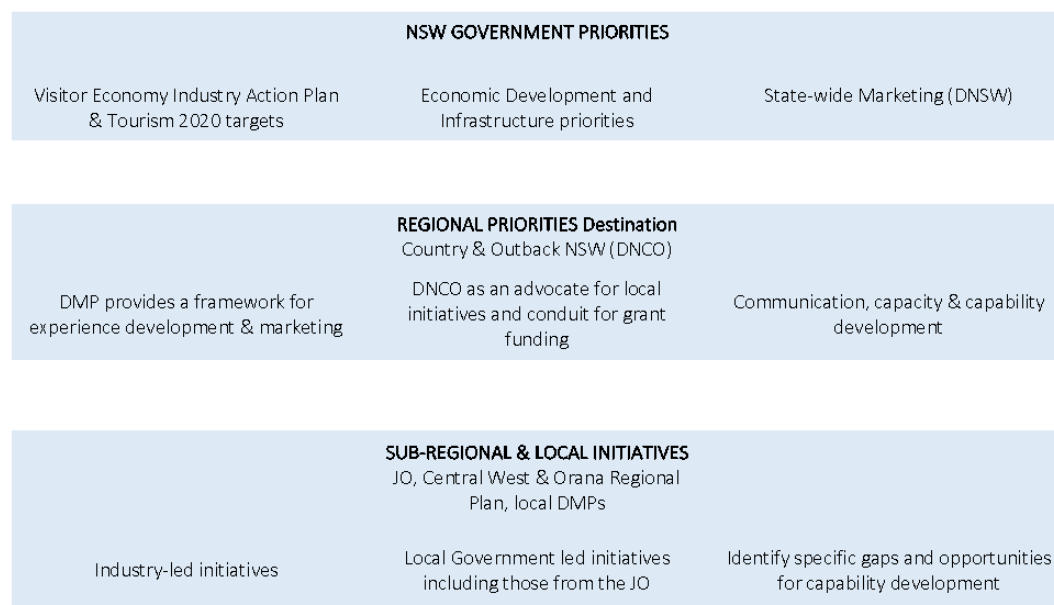 NSW GOVERNMENT PRIORITIES
Visitor Economy Industry Action Plan
& Tourism 2020 targets
Economic Development and
Infrastructure priorities
State-wide Marketing (DNSW)
REGIONAL PRIORITIES Destination
Country & Outback NSW (DNCO)
DMP provides a framework for
experience development & marketing
DNCO as an advocate for local
initiatives and conduit for grant
funding
Communication, capacity & capability
development
SUB-REGIONAL & LOCAL INITIATIVES
JO, Central West & Orana Regional
Plan, local DMPs
Industry-led initiatives
Local Government led initiatives
including those from the JO
Identify specific gaps and opportunities
for capability development